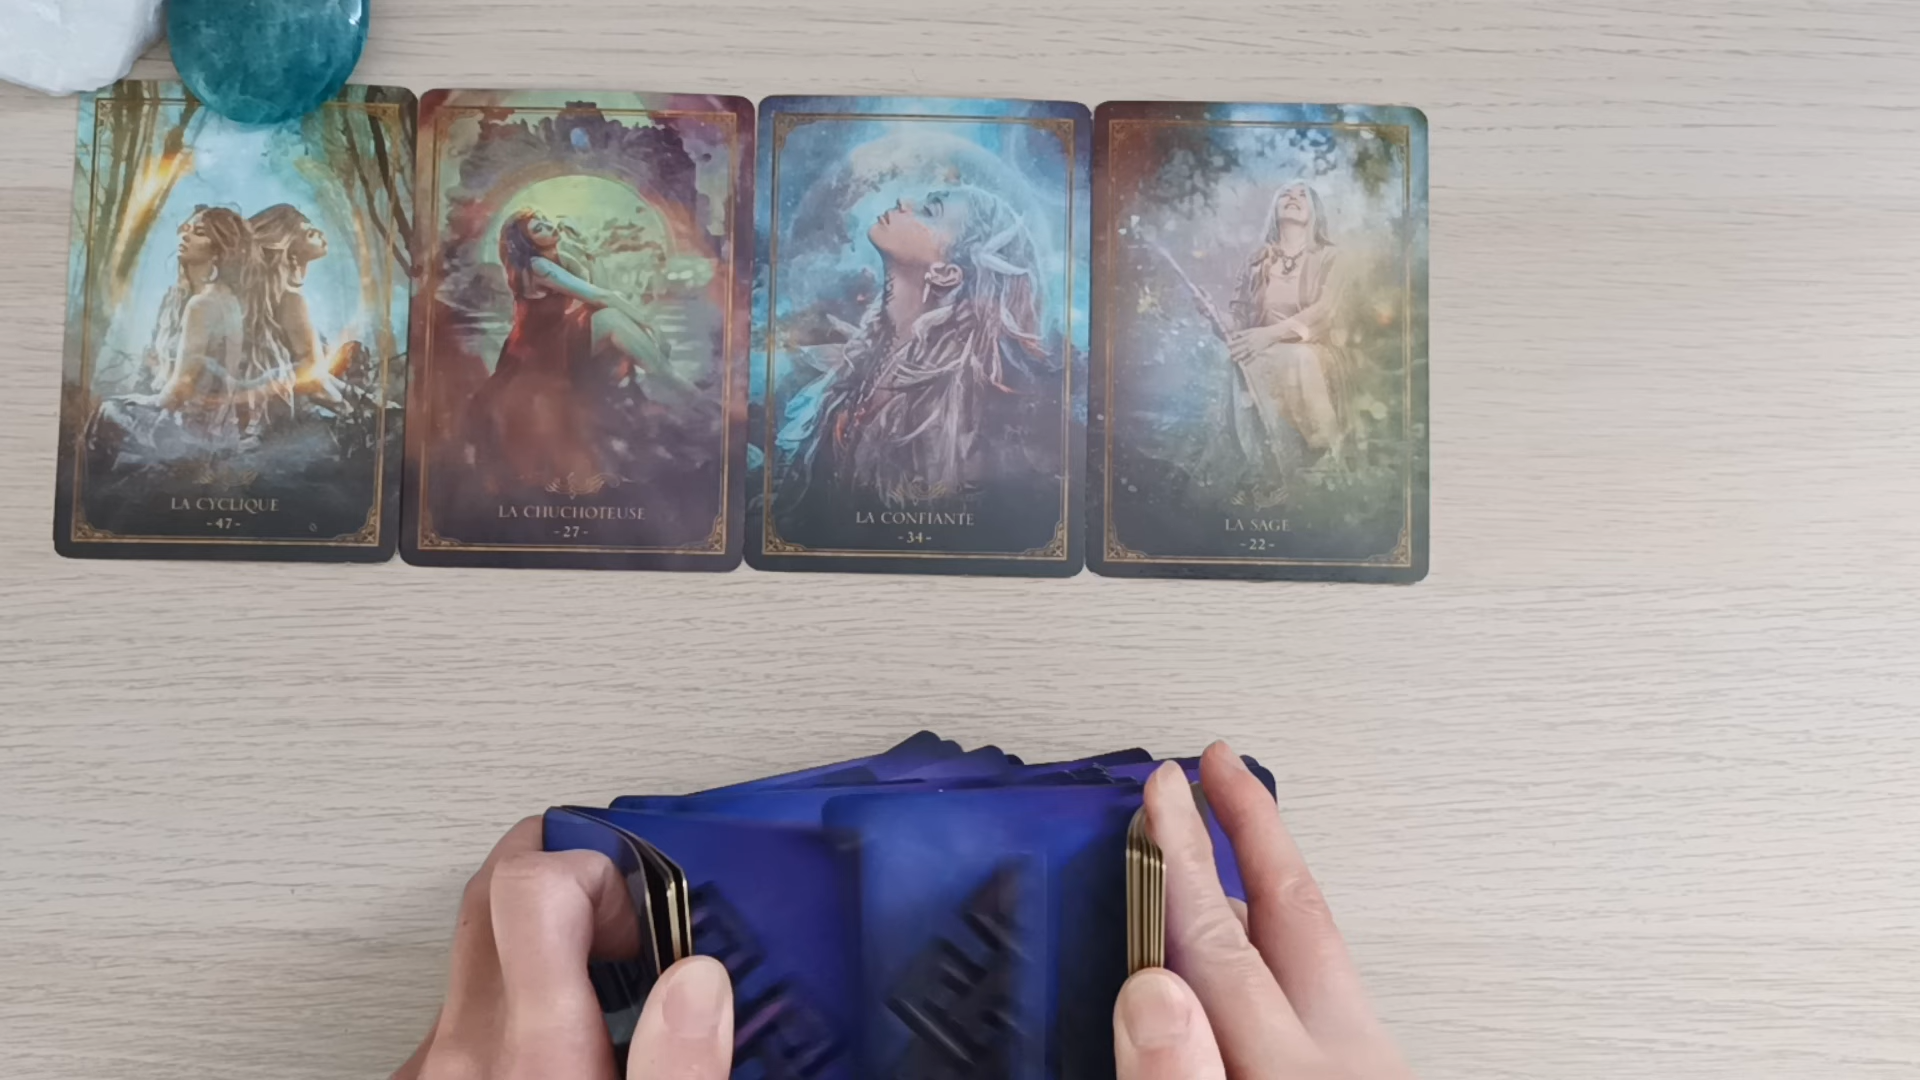 LA CYCLIQUE
-47-
LA CHUCHOTEUSE
-27-
LA CONFIANTE
-34-
LA SAGE
-22-